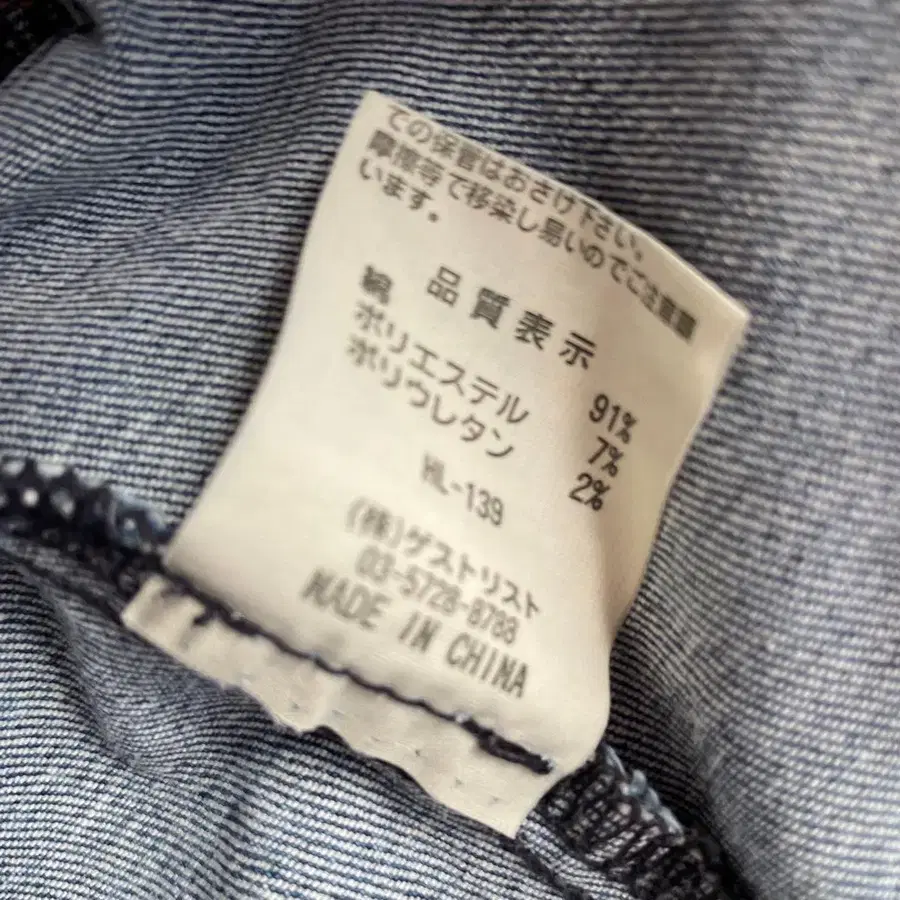 での保管はおさけ下さい。
摩擦等で移染し易いのでご注意願
います。
品質表示
綿 91%
ポリエステル 7%
ポリウレタン 2%
HL-139
(株)ゲストリスト
03-5728-8788
MADE IN CHINA